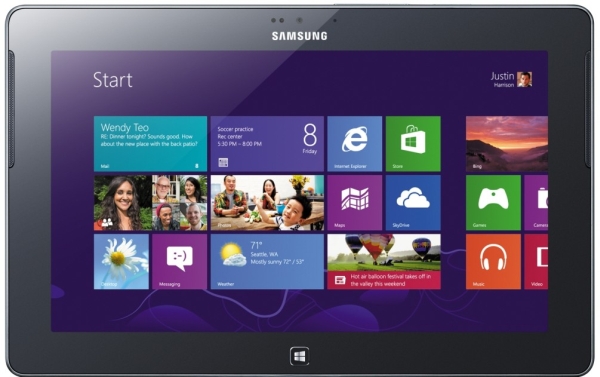 SAMSUNG
Start
Justin
Harrison
Wendy Teo
RE: Dinner tonight? Sounds good. How
about the new place with the back patio?
Mail
8
Soccer practice
Rec center
5:30 PM – 8:00 PM
8
Friday
Internet Explorer
Store
Bing
Photos
Maps
SkyDrive
Games
Camera
Desktop
Messaging
71°
Seattle, WA
Mostly sunny 72° / 53°
Weather
Hot air balloon festival takes off in
the valley this weekend
Music
Video